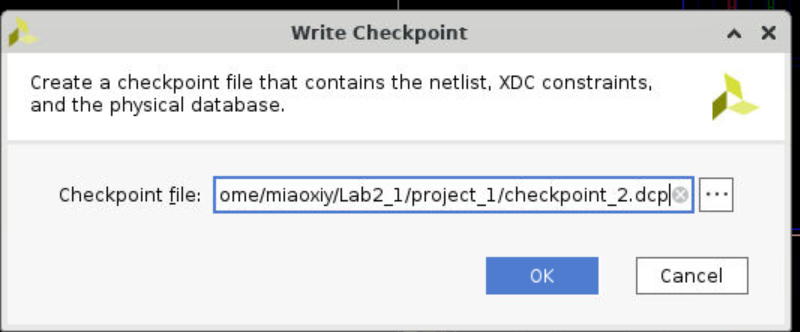 Write Checkpoint
Create a checkpoint file that contains the netlist, XDC constraints,
and the physical database.
Checkpoint file: ome/miaoxiy/Lab2_1/project_1/checkpoint_2.dcp
OK Cancel